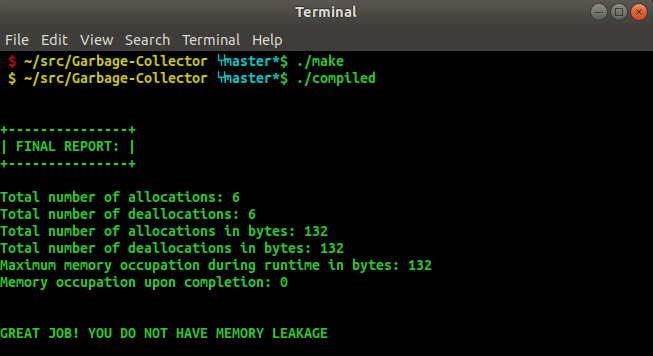 Terminal
File Edit View Search Terminal Help
$ ~/src/Garbage-Collector master*$ ./make
$ ~/src/Garbage-Collector master*$ ./compiled
+---------------+
| FINAL REPORT: |
+---------------+
Total number of allocations: 6
Total number of deallocations: 6
Total number of allocations in bytes: 132
Total number of deallocations in bytes: 132
Maximum memory occupation during runtime in bytes: 132
Memory occupation upon completion: 0
GREAT JOB! YOU DO NOT HAVE MEMORY LEAKAGE